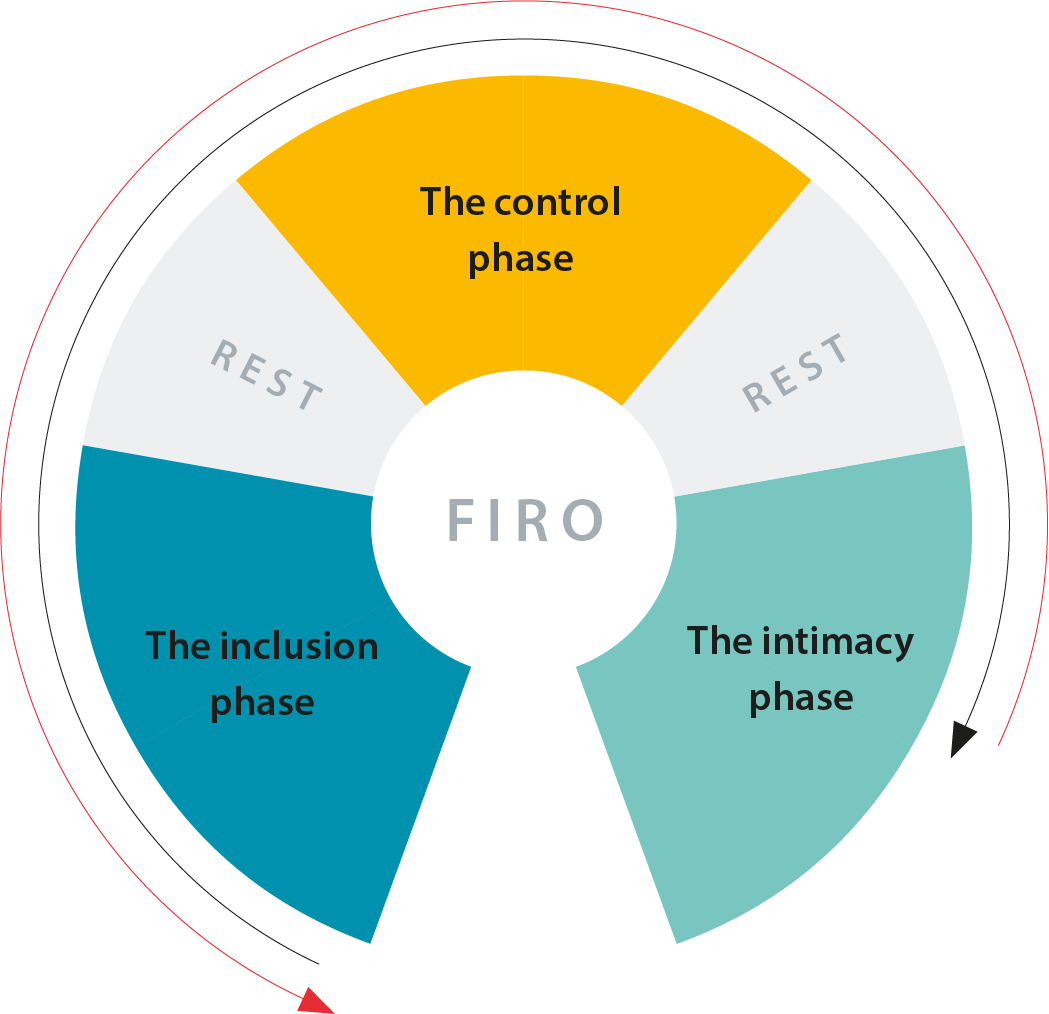 The control
phase
REST
REST
FIRO
The inclusion
phase
The intimacy
phase